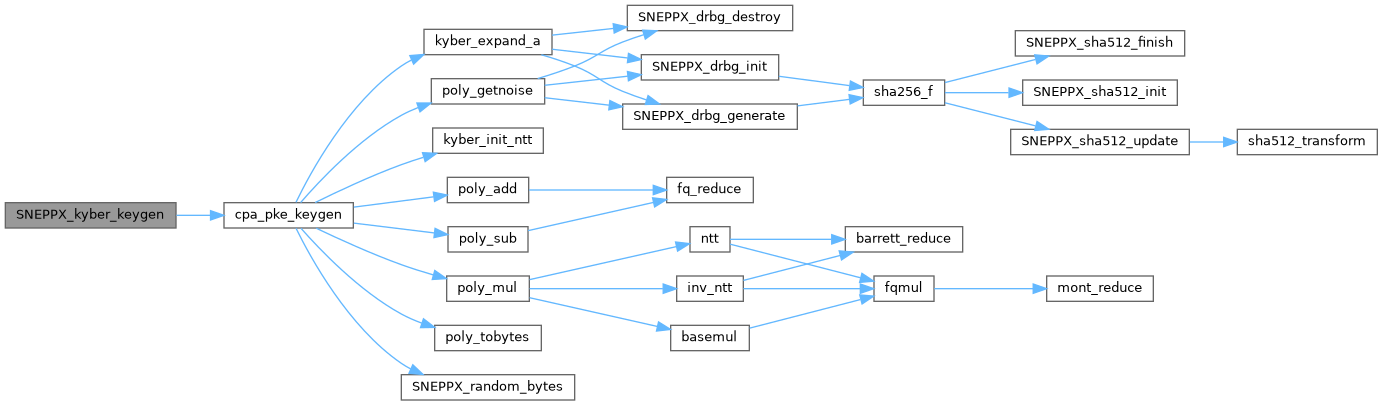 SNEPPX_kyber_keygen
cpa_pke_keygen
kyber_expand_a
poly_getnoise
kyber_init_ntt
poly_add
poly_sub
poly_mul
poly_tobytes
SNEPPX_random_bytes
SNEPPX_drbg_destroy
SNEPPX_drbg_init
SNEPPX_drbg_generate
fq_reduce
ntt
inv_ntt
basemul
sha256_f
barrett_reduce
fqmul
SNEPPX_sha512_finish
SNEPPX_sha512_init
SNEPPX_sha512_update
mont_reduce
sha512_transform